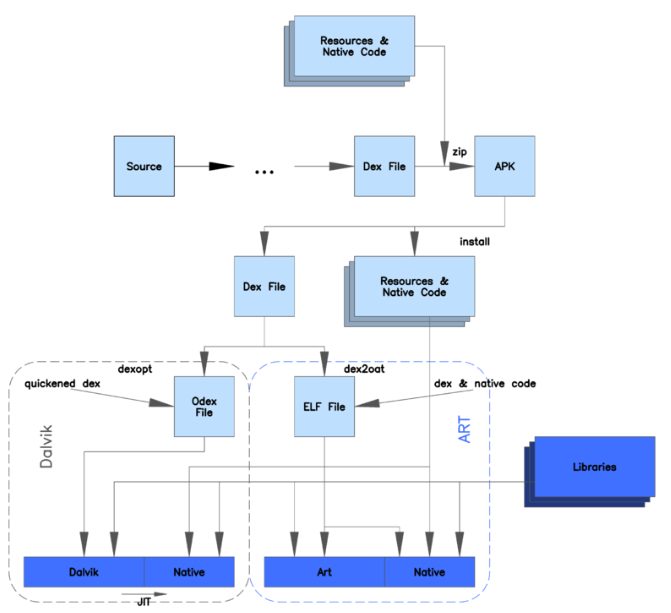 Resources &
Native Code
zip
Source
...
Dex File
APK
install
Dex File
Resources &
Native Code
dexopt
dex2oat
quickened dex
Odex
File
ELF File
dex & native code
Dalvik
ART
Libraries
Dalvik
Native
Art
Native
JIT